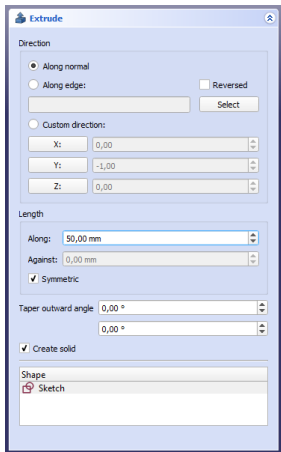 Extrude
Direction
Along normal
Along edge:
Reversed
Select
Custom direction:
X: 0,00
Y: -1,00
Z: 0,00
Length
Along: 50,00 mm
Against: 0,00 mm
Symmetric
Taper outward angle 0,00 °
0,00 °
Create solid
Shape
Sketch